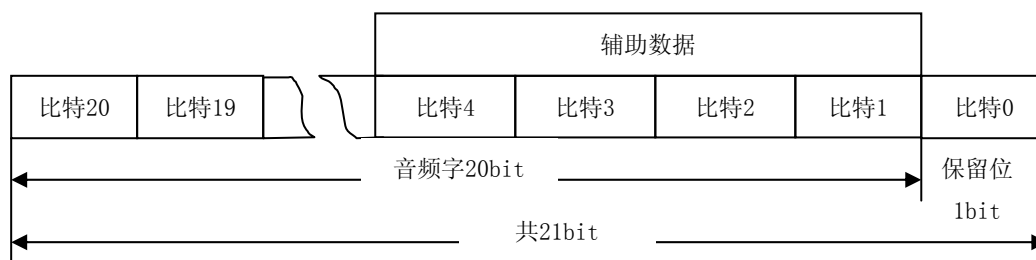 辅助数据
比特20 比特19 比特4 比特3 比特2 比特1 比特0
音频字20bit 保留位
1bit
共21bit